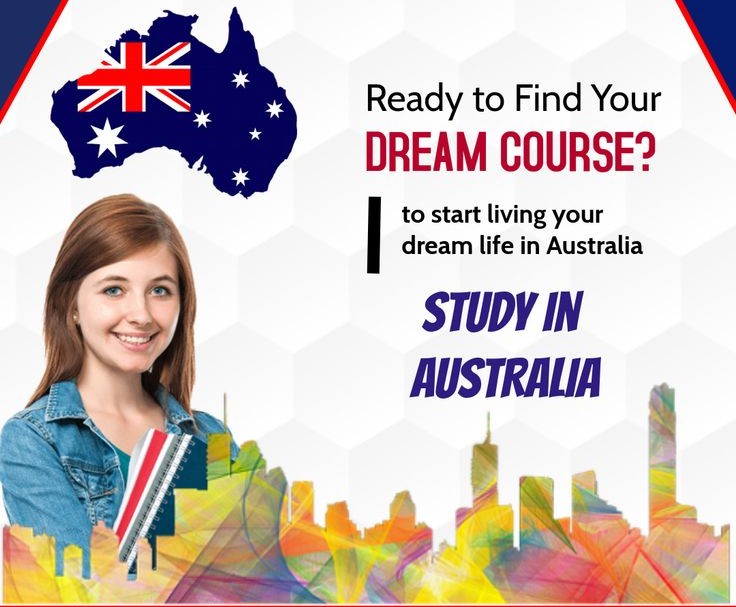 Ready to Find Your
DREAM COURSE?
to start living your
dream life in Australia
STUDY IN
AUSTRALIA